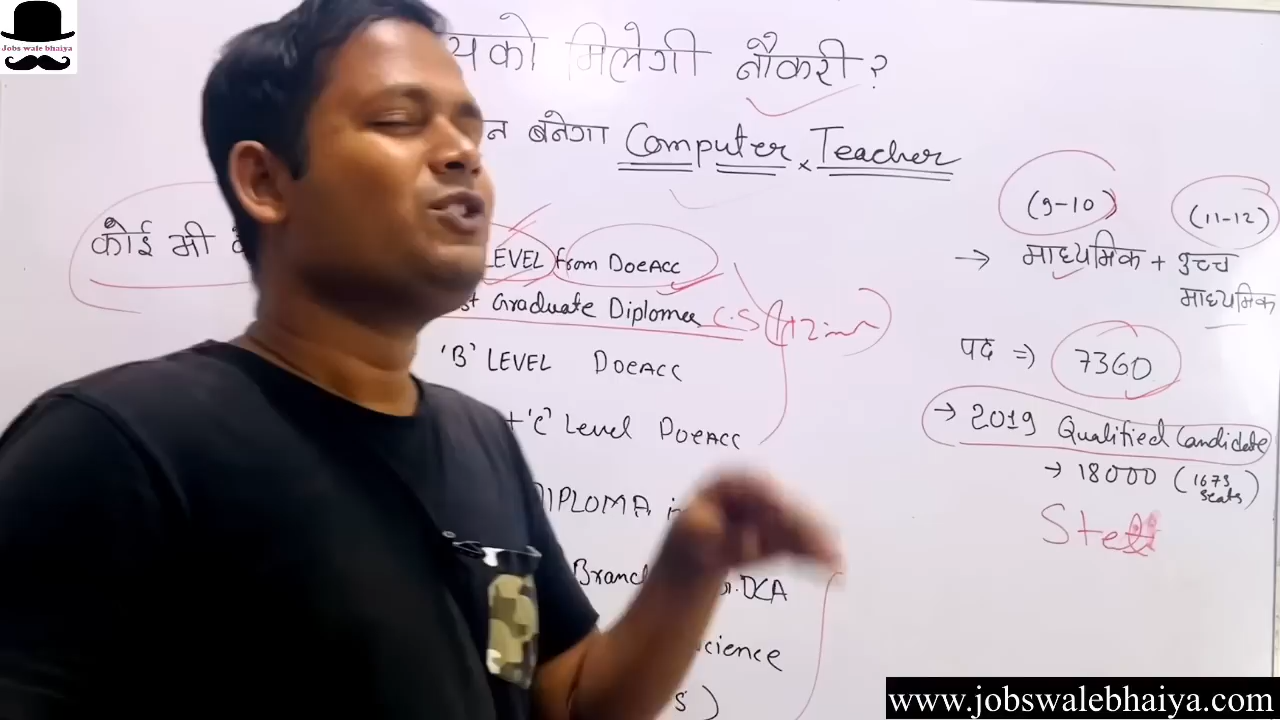 Jobs wale bhaiya
यको मिलेगी नौकरी ?
न बनेगा Computer Teacher
कोई भी
LEVEL from DOEACC
st Graduate Diploma C.S
'B' LEVEL DOEACC
+ 'C' Level DOEACC
DIPLOMA in
Branch DCA
science
s)
(9-10) (11-12)
→ माध्यमिक + उच्च
माध्यमिक
पद => 7360
→ 2019 Qualified Candidate
→ 18000 (1673
seats)
www.jobswalebhaiya.com